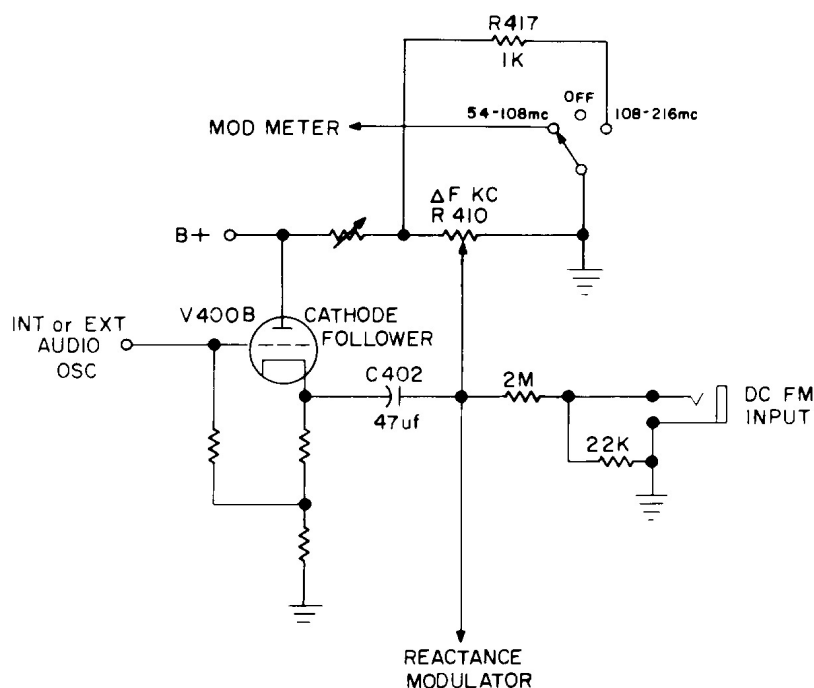 R417
1K
OFF
54-108mc
108-216mc
MOD METER
ΔF KC
R410
B+
V400B
CATHODE
FOLLOWER
INT or EXT
AUDIO
OSC
C402
47uf
2M
DC FM
INPUT
22K
REACTANCE
MODULATOR